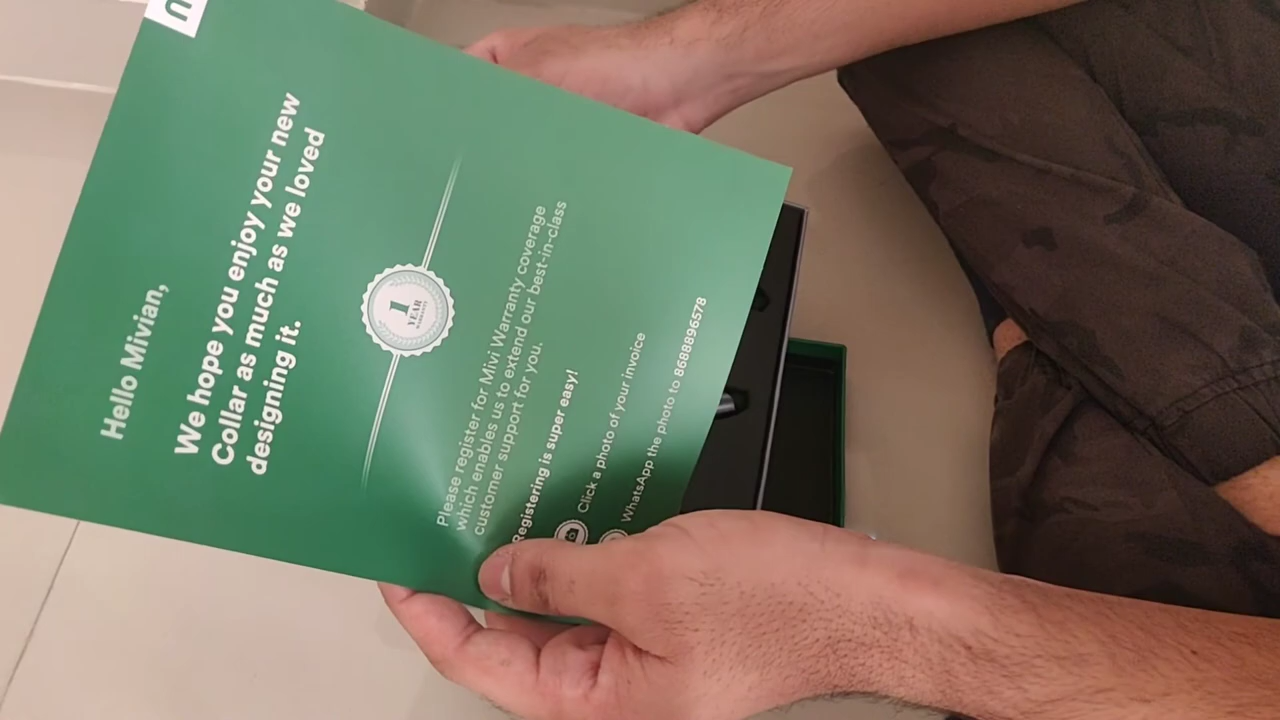 Hello Mivian,
We hope you enjoy your new
Collar as much as we loved
designing it.
1
YEAR
WARRANTY
Please register for Mivi Warranty coverage
which enables us to extend our best-in-class
customer support for you.
Registering is super easy!
Click a photo of your invoice
WhatsApp the photo to 8688896578